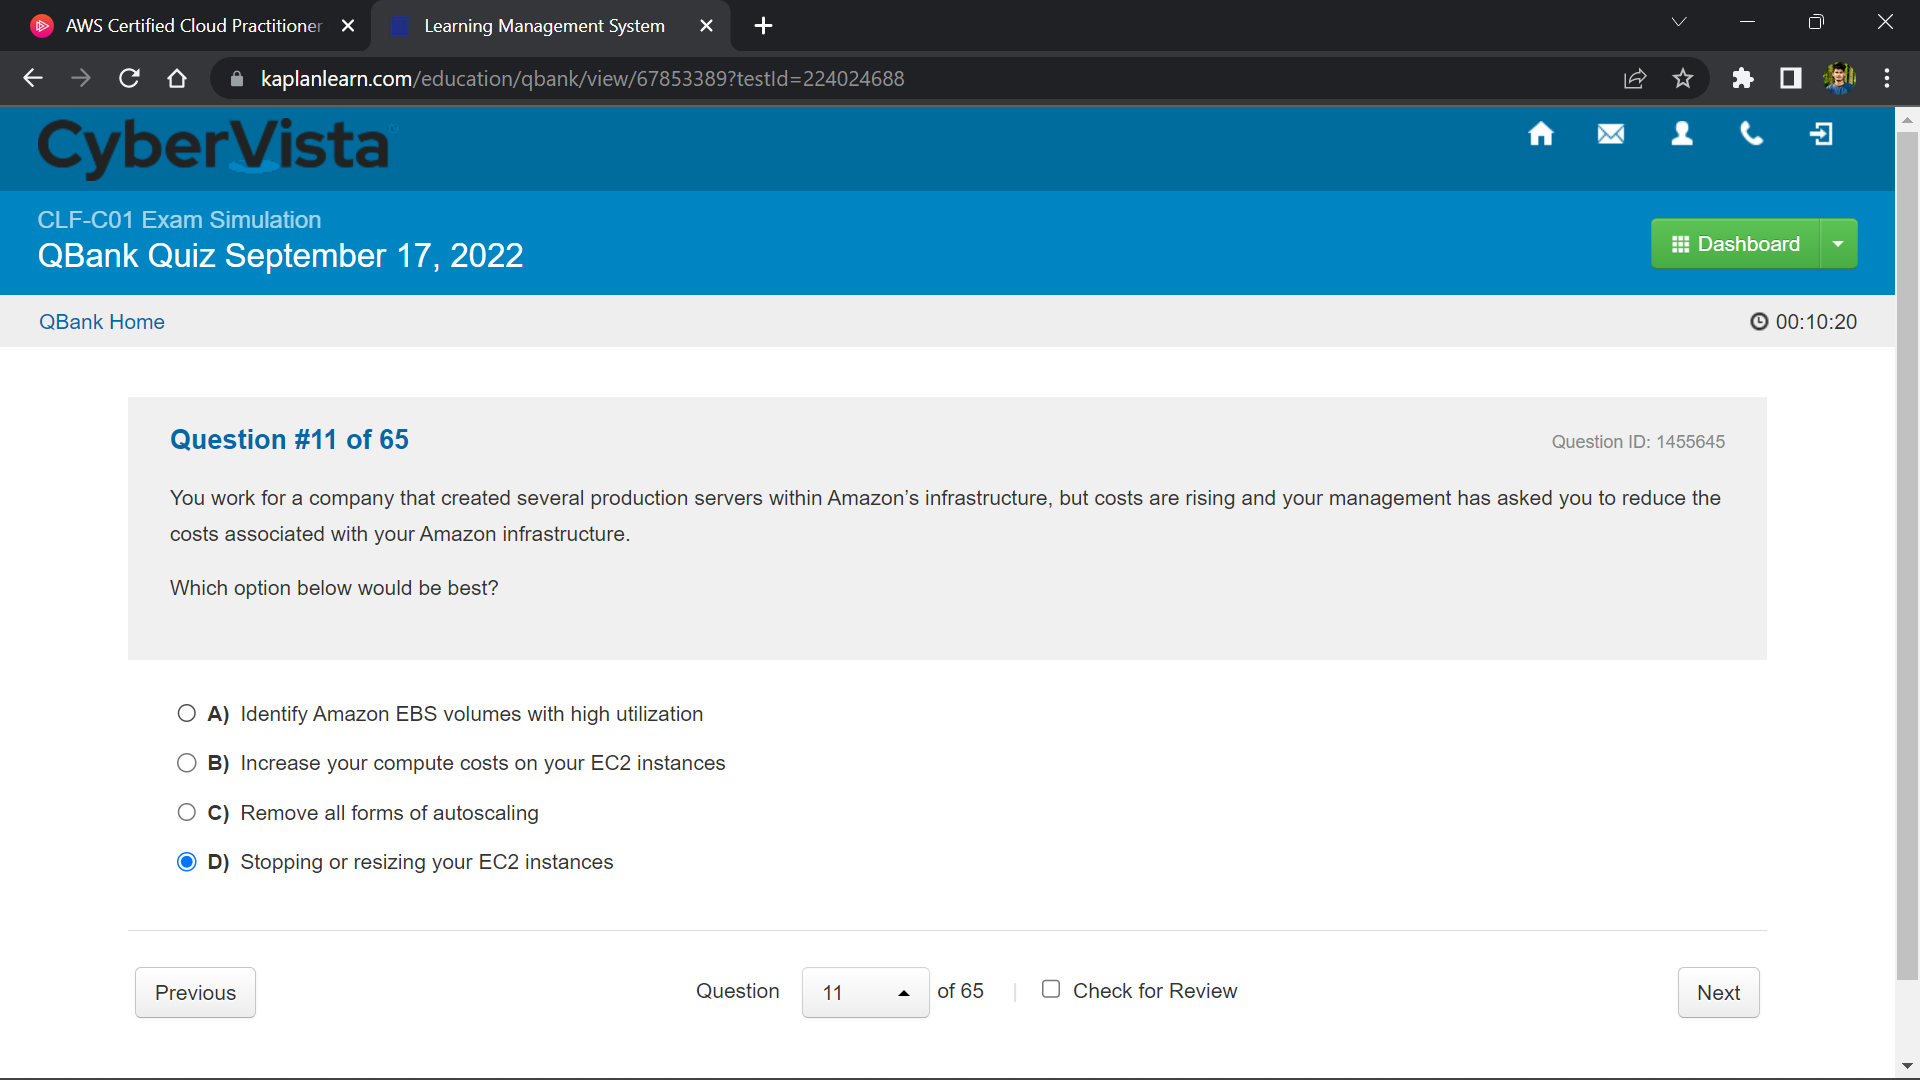 AWS Certified Cloud Practitioner
Learning Management System
kaplanlearn.com/education/qbank/view/67853389?testId=224024688
CyberVista
CLF-C01 Exam Simulation
QBank Quiz September 17, 2022
Dashboard
QBank Home
00:10:20
Question #11 of 65
Question ID: 1455645
You work for a company that created several production servers within Amazon’s infrastructure, but costs are rising and your management has asked you to reduce the
costs associated with your Amazon infrastructure.
Which option below would be best?
A) Identify Amazon EBS volumes with high utilization
B) Increase your compute costs on your EC2 instances
C) Remove all forms of autoscaling
D) Stopping or resizing your EC2 instances
Previous
Question 11 of 65 | Check for Review
Next